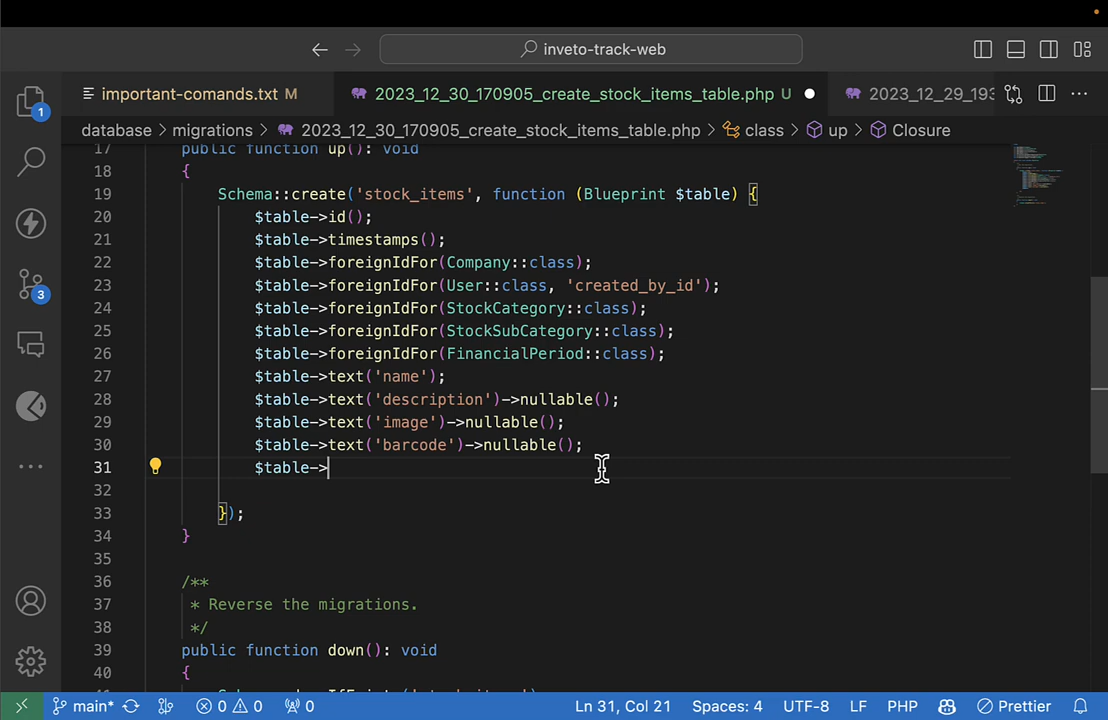 inveto-track-web
important-comands.txt M
2023_12_30_170905_create_stock_items_table.php U
2023_12_29_193
database > migrations > 2023_12_30_170905_create_stock_items_table.php > class > up > Closure
17 public function up(): void
18 {
19 Schema::create('stock_items', function (Blueprint $table) {
20 $table->id();
21 $table->timestamps();
22 $table->foreignIdFor(Company::class);
23 $table->foreignIdFor(User::class, 'created_by_id');
24 $table->foreignIdFor(StockCategory::class);
25 $table->foreignIdFor(StockSubCategory::class);
26 $table->foreignIdFor(FinancialPeriod::class);
27 $table->text('name');
28 $table->text('description')->nullable();
29 $table->text('image')->nullable();
30 $table->text('barcode')->nullable();
31 $table->
32
33 });
34 }
35
36 /**
37 * Reverse the migrations.
38 */
39 public function down(): void
40 {
1
3
main* 0 0 0 Ln 31, Col 21 Spaces: 4 UTF-8 LF PHP Prettier